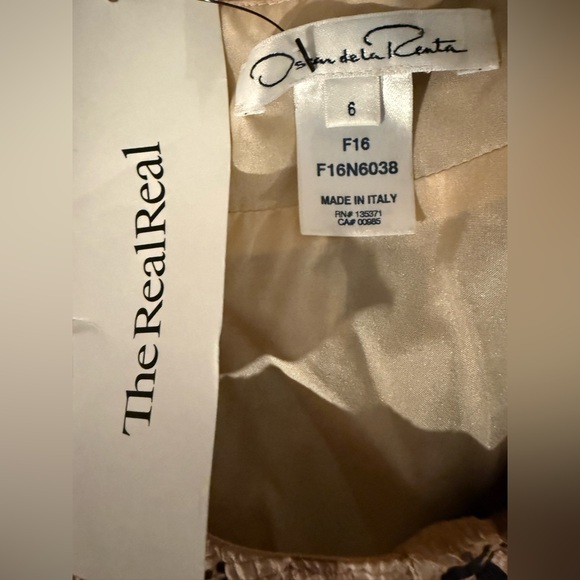 The RealReal
Oscar de la Renta
6
F16
F16N6038
MADE IN ITALY
RN# 135371
CA# 00985